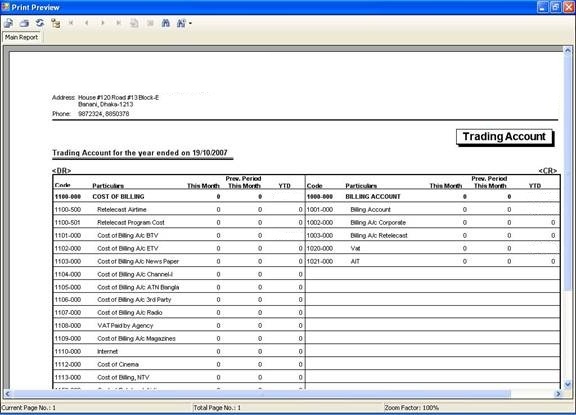 Print Preview
Main Report
Address: House #120 Road #13 Block-E
Banani, Dhaka-1213
Phone: 9872324, 8850378
Trading Account
Trading Account for the year ended on 19/10/2007
<DR> <CR>
Code Particulars This Month Prev. Period This Month YTD Code Particulars This Month Prev. Period This Month YTD
1100-000 COST OF BILLING 0 0 1000-000 BILLING ACCOUNT 0 0
1100-500 Retelecast Airtime 0 0 0 1001-000 Billing Account 0 0
1100-501 Retelecast Program Cost 0 0 0 1002-000 Billing A/c Corporate 0 0 0
1101-000 Cost of Billing A/c BTV 0 0 0 1003-000 Billing A/c Retelecast 0 0 0
1102-000 Cost of Billing A/c ETV 0 0 0 1020-000 Vat 0 0
1103-000 Cost of Billing A/c News Paper 0 0 0 1021-000 AIT 0 0 0
1104-000 Cost of Billing A/c Channel-I 0 0 0
1105-000 Cost of Billing A/c ATN Bangla 0 0 0
1106-000 Cost of Billing A/c 3rd Party 0 0 0
1107-000 Cost of Billing A/c Radio 0 0 0
1108-000 VAT Paid by Agency 0 0 0
1109-000 Cost of Billing A/c Magazines 0 0 0
1110-000 Internet 0 0 0
1112-000 Cost of Cinema 0 0 0
1113-000 Cost of Billing, NTV 0 0 0
Current Page No.: 1 Total Page No.: 1 Zoom Factor: 100%